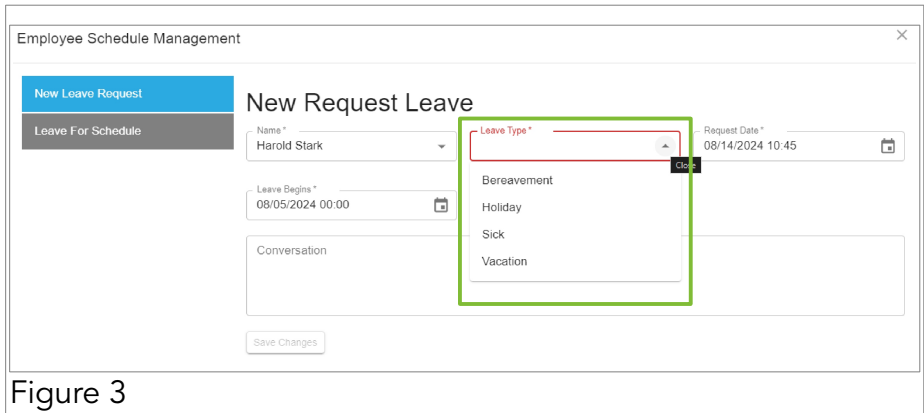 Employee Schedule Management
New Leave Request
Leave For Schedule
New Request Leave
Name *
Harold Stark
Leave Type *
Request Date *
08/14/2024 10:45
Close
Leave Begins *
08/05/2024 00:00
Bereavement
Holiday
Sick
Vacation
Conversation
Save Changes
Figure 3